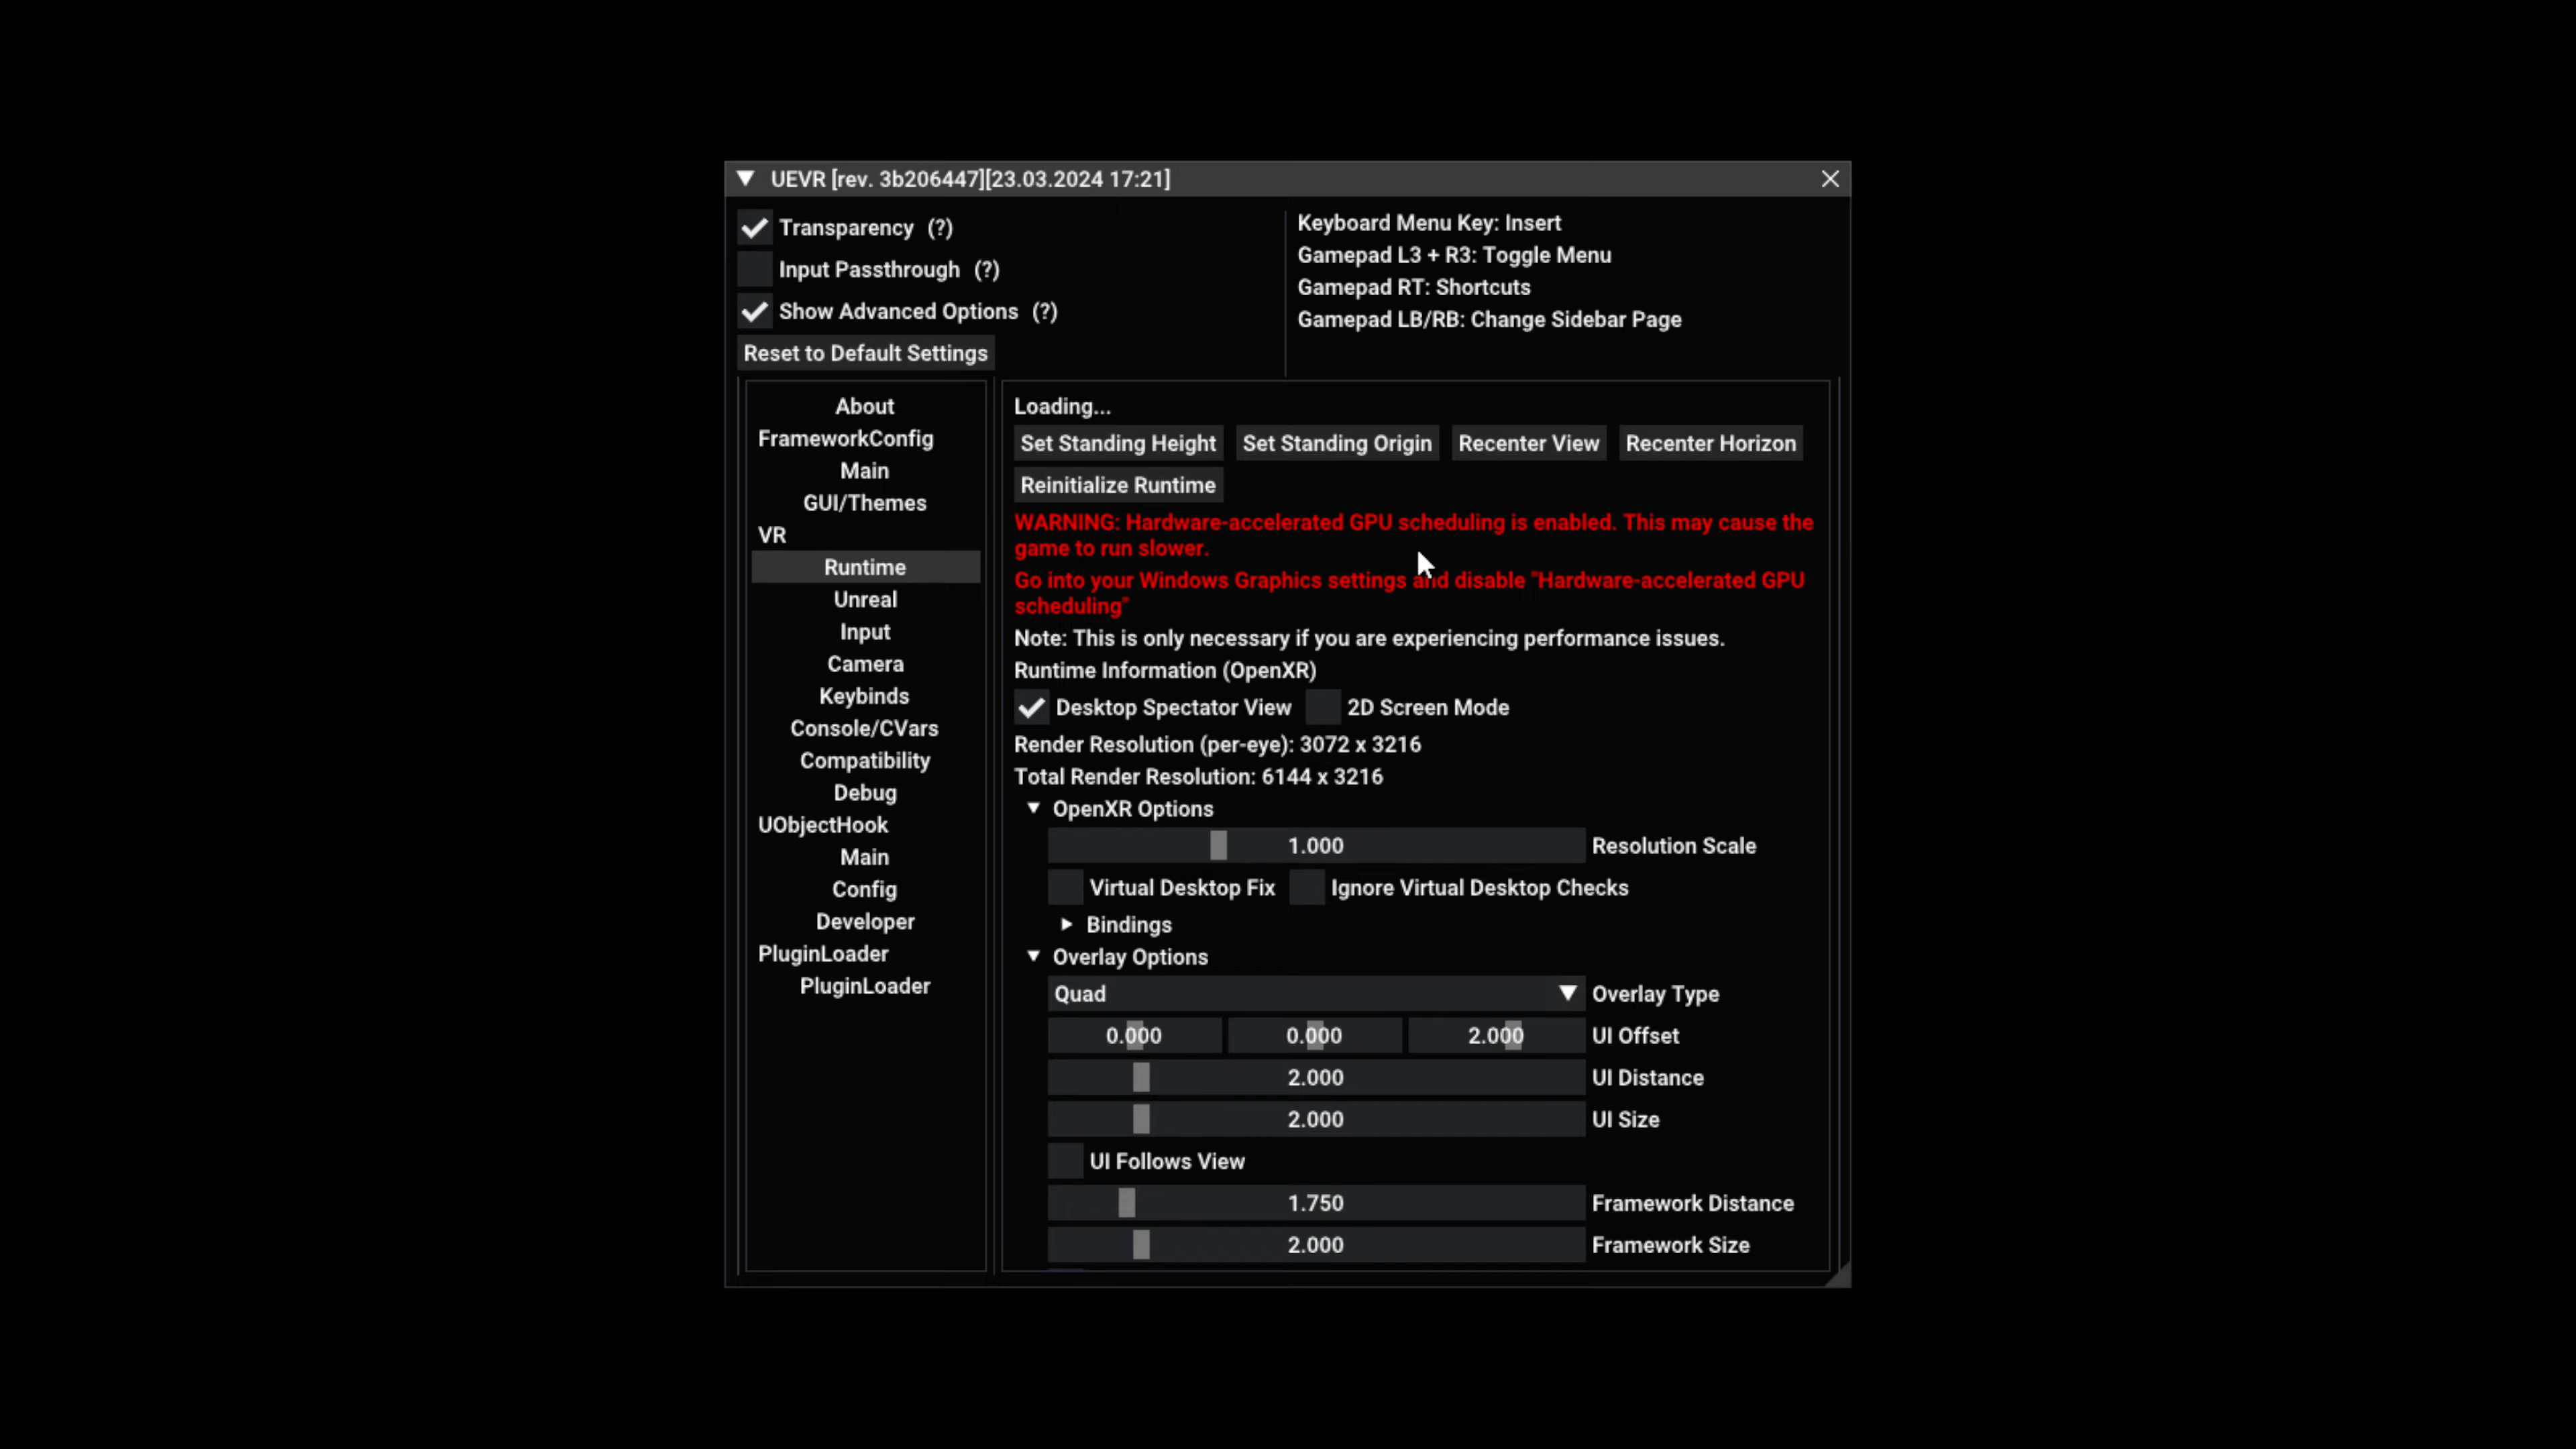 UEVR [rev. 3b206447][23.03.2024 17:21]
Transparency (?)
Input Passthrough (?)
Show Advanced Options (?)
Reset to Default Settings
Keyboard Menu Key: Insert
Gamepad L3 + R3: Toggle Menu
Gamepad RT: Shortcuts
Gamepad LB/RB: Change Sidebar Page
About
FrameworkConfig
Main
GUI/Themes
VR
Runtime
Unreal
Input
Camera
Keybinds
Console/CVars
Compatibility
Debug
UObjectHook
Main
Config
Developer
PluginLoader
PluginLoader
Loading...
Set Standing Height Set Standing Origin Recenter View Recenter Horizon
Reinitialize Runtime
WARNING: Hardware-accelerated GPU scheduling is enabled. This may cause the
game to run slower.
Go into your Windows Graphics settings and disable "Hardware-accelerated GPU
scheduling"
Note: This is only necessary if you are experiencing performance issues.
Runtime Information (OpenXR)
Desktop Spectator View 2D Screen Mode
Render Resolution (per-eye): 3072 x 3216
Total Render Resolution: 6144 x 3216
OpenXR Options
1.000 Resolution Scale
Virtual Desktop Fix Ignore Virtual Desktop Checks
Bindings
Overlay Options
Quad Overlay Type
0.000 0.000 2.000 UI Offset
2.000 UI Distance
2.000 UI Size
UI Follows View
1.750 Framework Distance
2.000 Framework Size